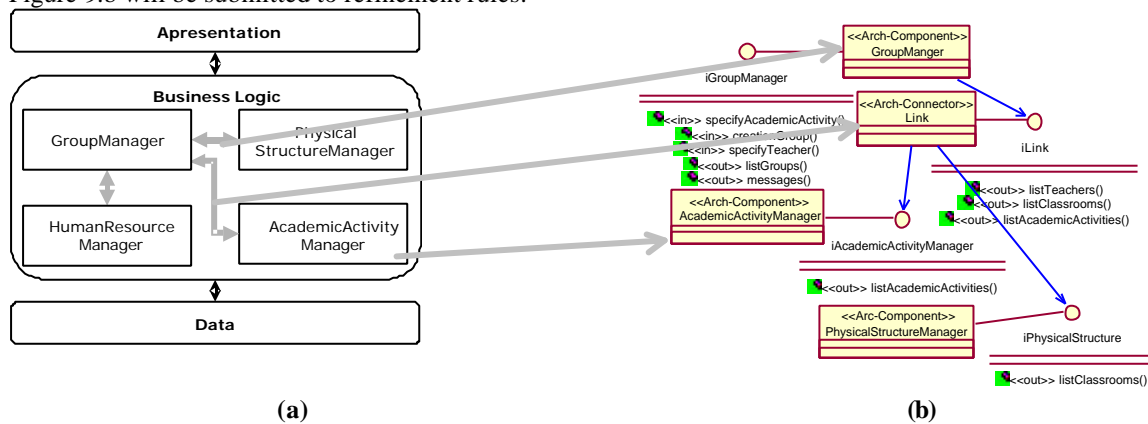 Figure 9.b will be submitted to refinement rules.
Apresentation
Business Logic
GroupManager
Physical
StructureManager
HumanResource
Manager
AcademicActivity
Manager
Data
(a)
<<Arch-Component>>
GroupManger
iGroupManager
<<Arch-Connector>>
Link
iLink
<<in>> specifyAcademicActivity()
<<in>> creationGroup()
<<in>> specifyTeacher()
<<out>> listGroups()
<<out>> messages()
<<out>> listTeachers()
<<out>> listClassrooms()
<<out>> listAcademicActivities()
<<Arch-Component>>
AcademicActivityManager
iAcademicActivityManager
<<out>> listAcademicActivities()
<<Arc-Component>>
PhysicalStructureManager
iPhysicalStructure
<<out>> listClassrooms()
(b)